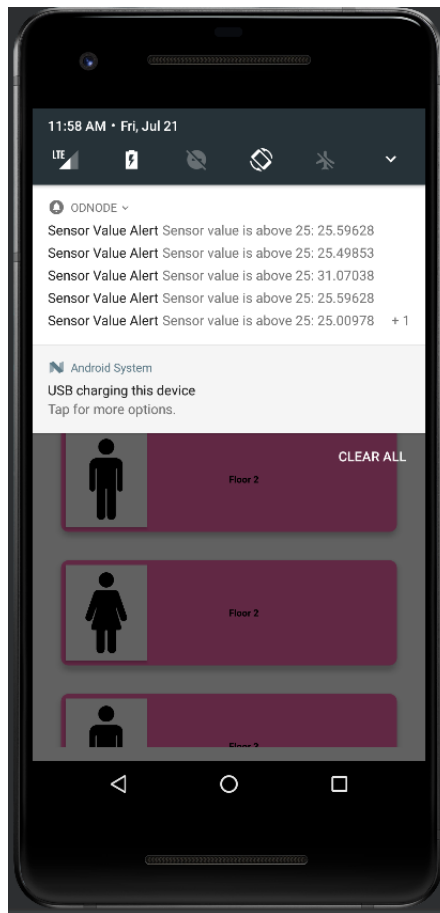 11:58 AM • Fri, Jul 21
LTE
ODNODE
Sensor Value Alert Sensor value is above 25: 25.59628
Sensor Value Alert Sensor value is above 25: 25.49853
Sensor Value Alert Sensor value is above 25: 31.07038
Sensor Value Alert Sensor value is above 25: 25.59628
Sensor Value Alert Sensor value is above 25: 25.00978 + 1
Android System
USB charging this device
Tap for more options.
CLEAR ALL
Floor 2
Floor 2